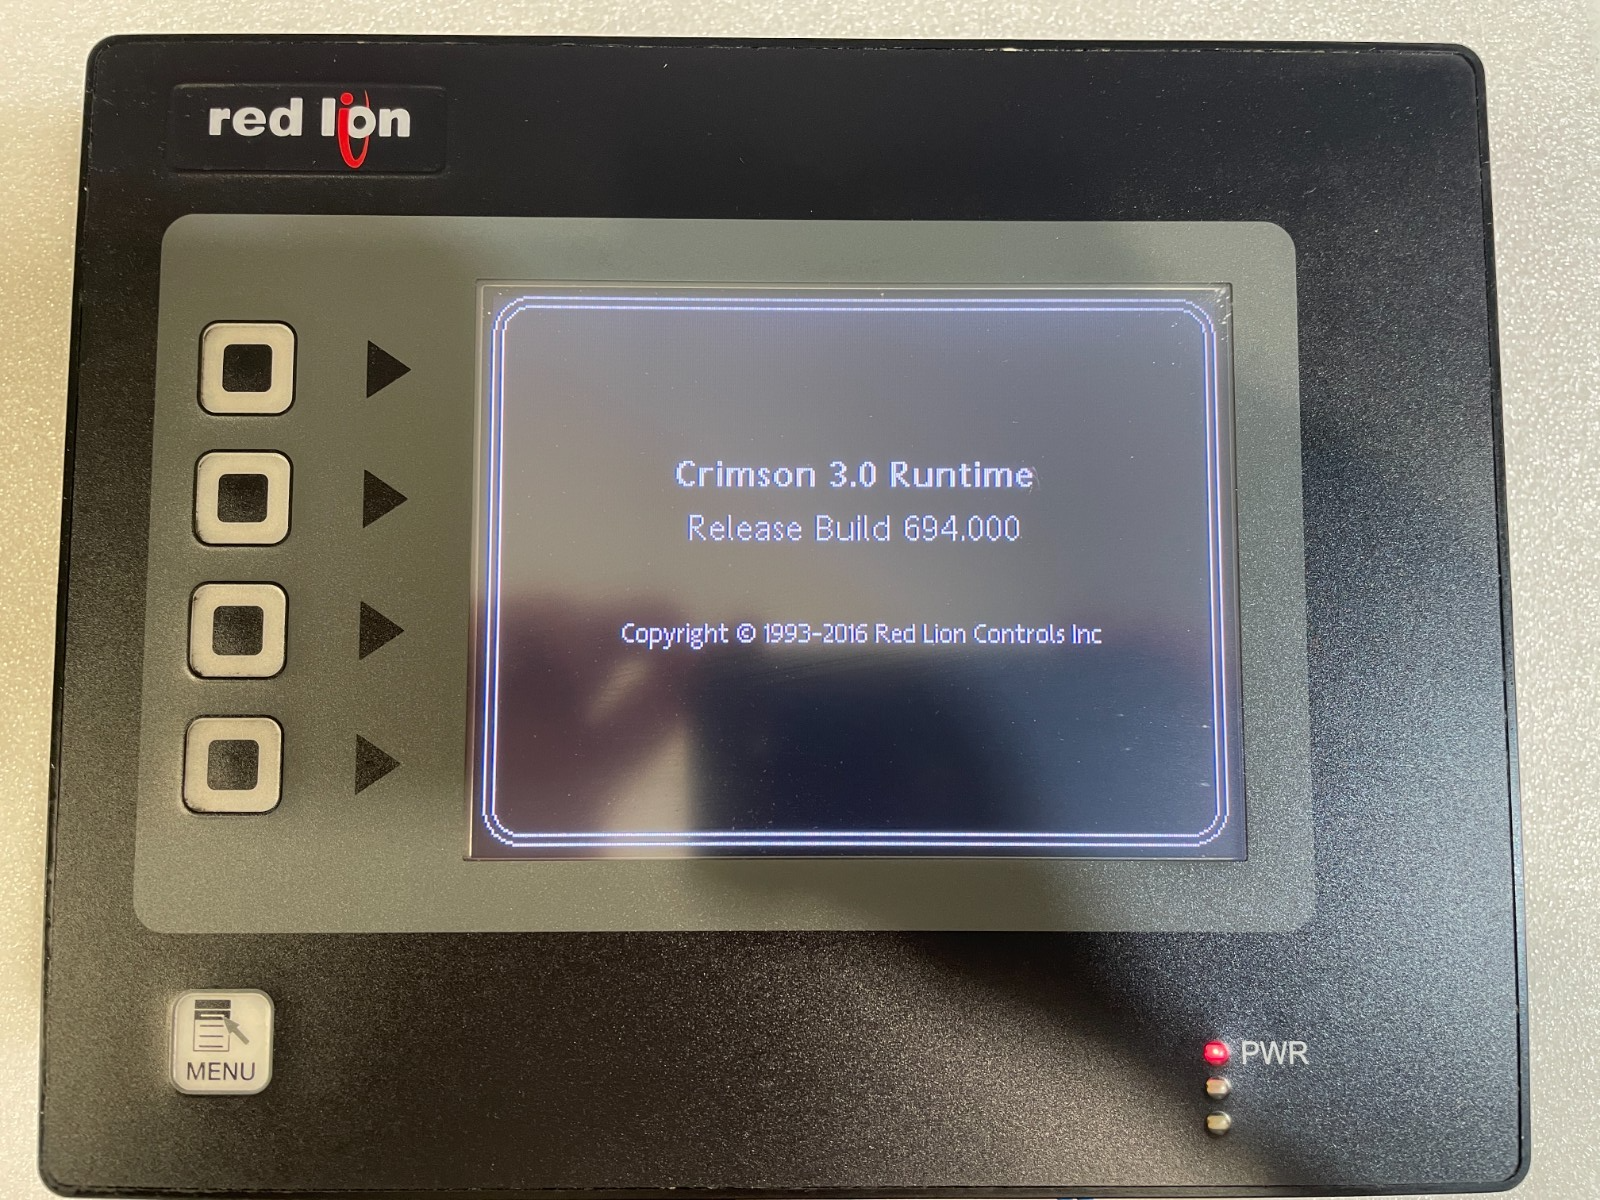 red lion
Crimson 3.0 Runtime
Release Build 694.000
Copyright © 1993-2016 Red Lion Controls Inc
MENU
PWR